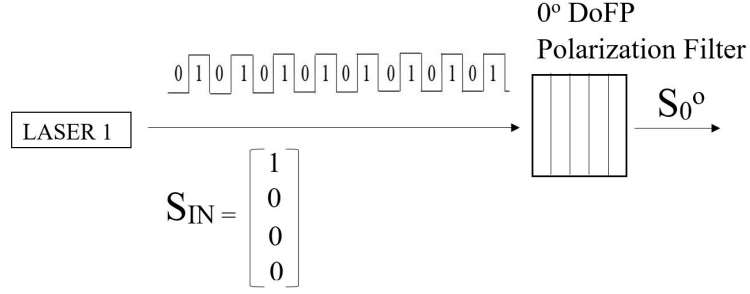 0° DoFP
Polarization Filter
0 1 0 1 0 1 0 1 0 1 0 1 0 1 0 1
LASER 1
S0°
SIN =
1
0
0
0